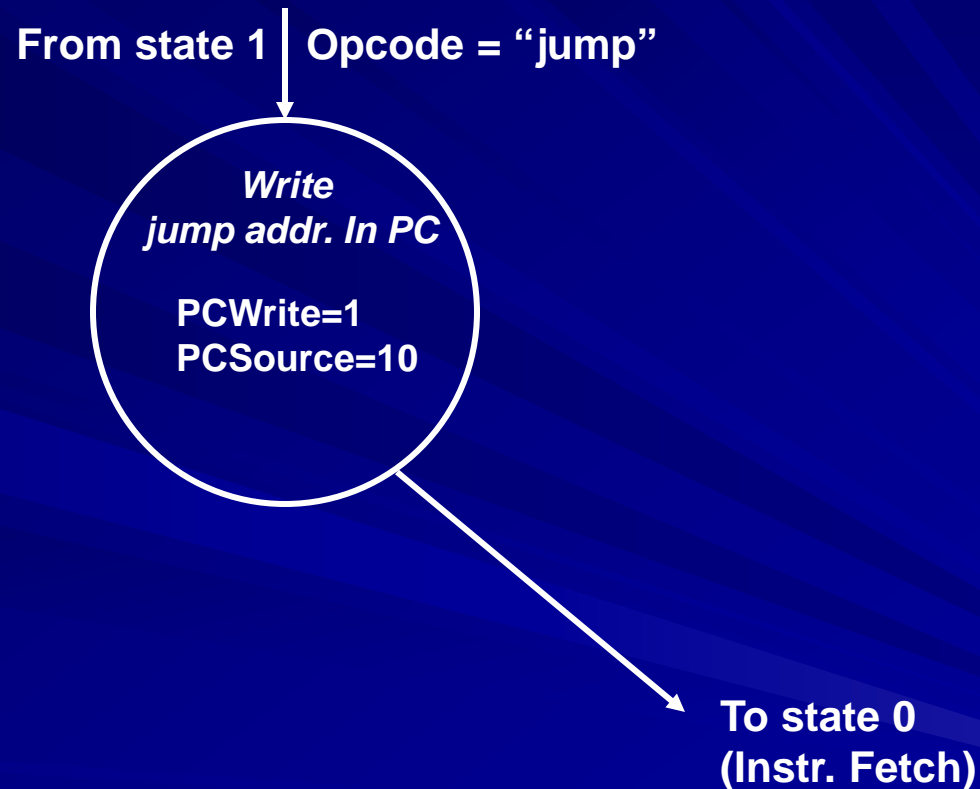 From state 1 Opcode = “jump”
Write
jump addr. In PC
PCWrite=1
PCSource=10
To state 0
(Instr. Fetch)